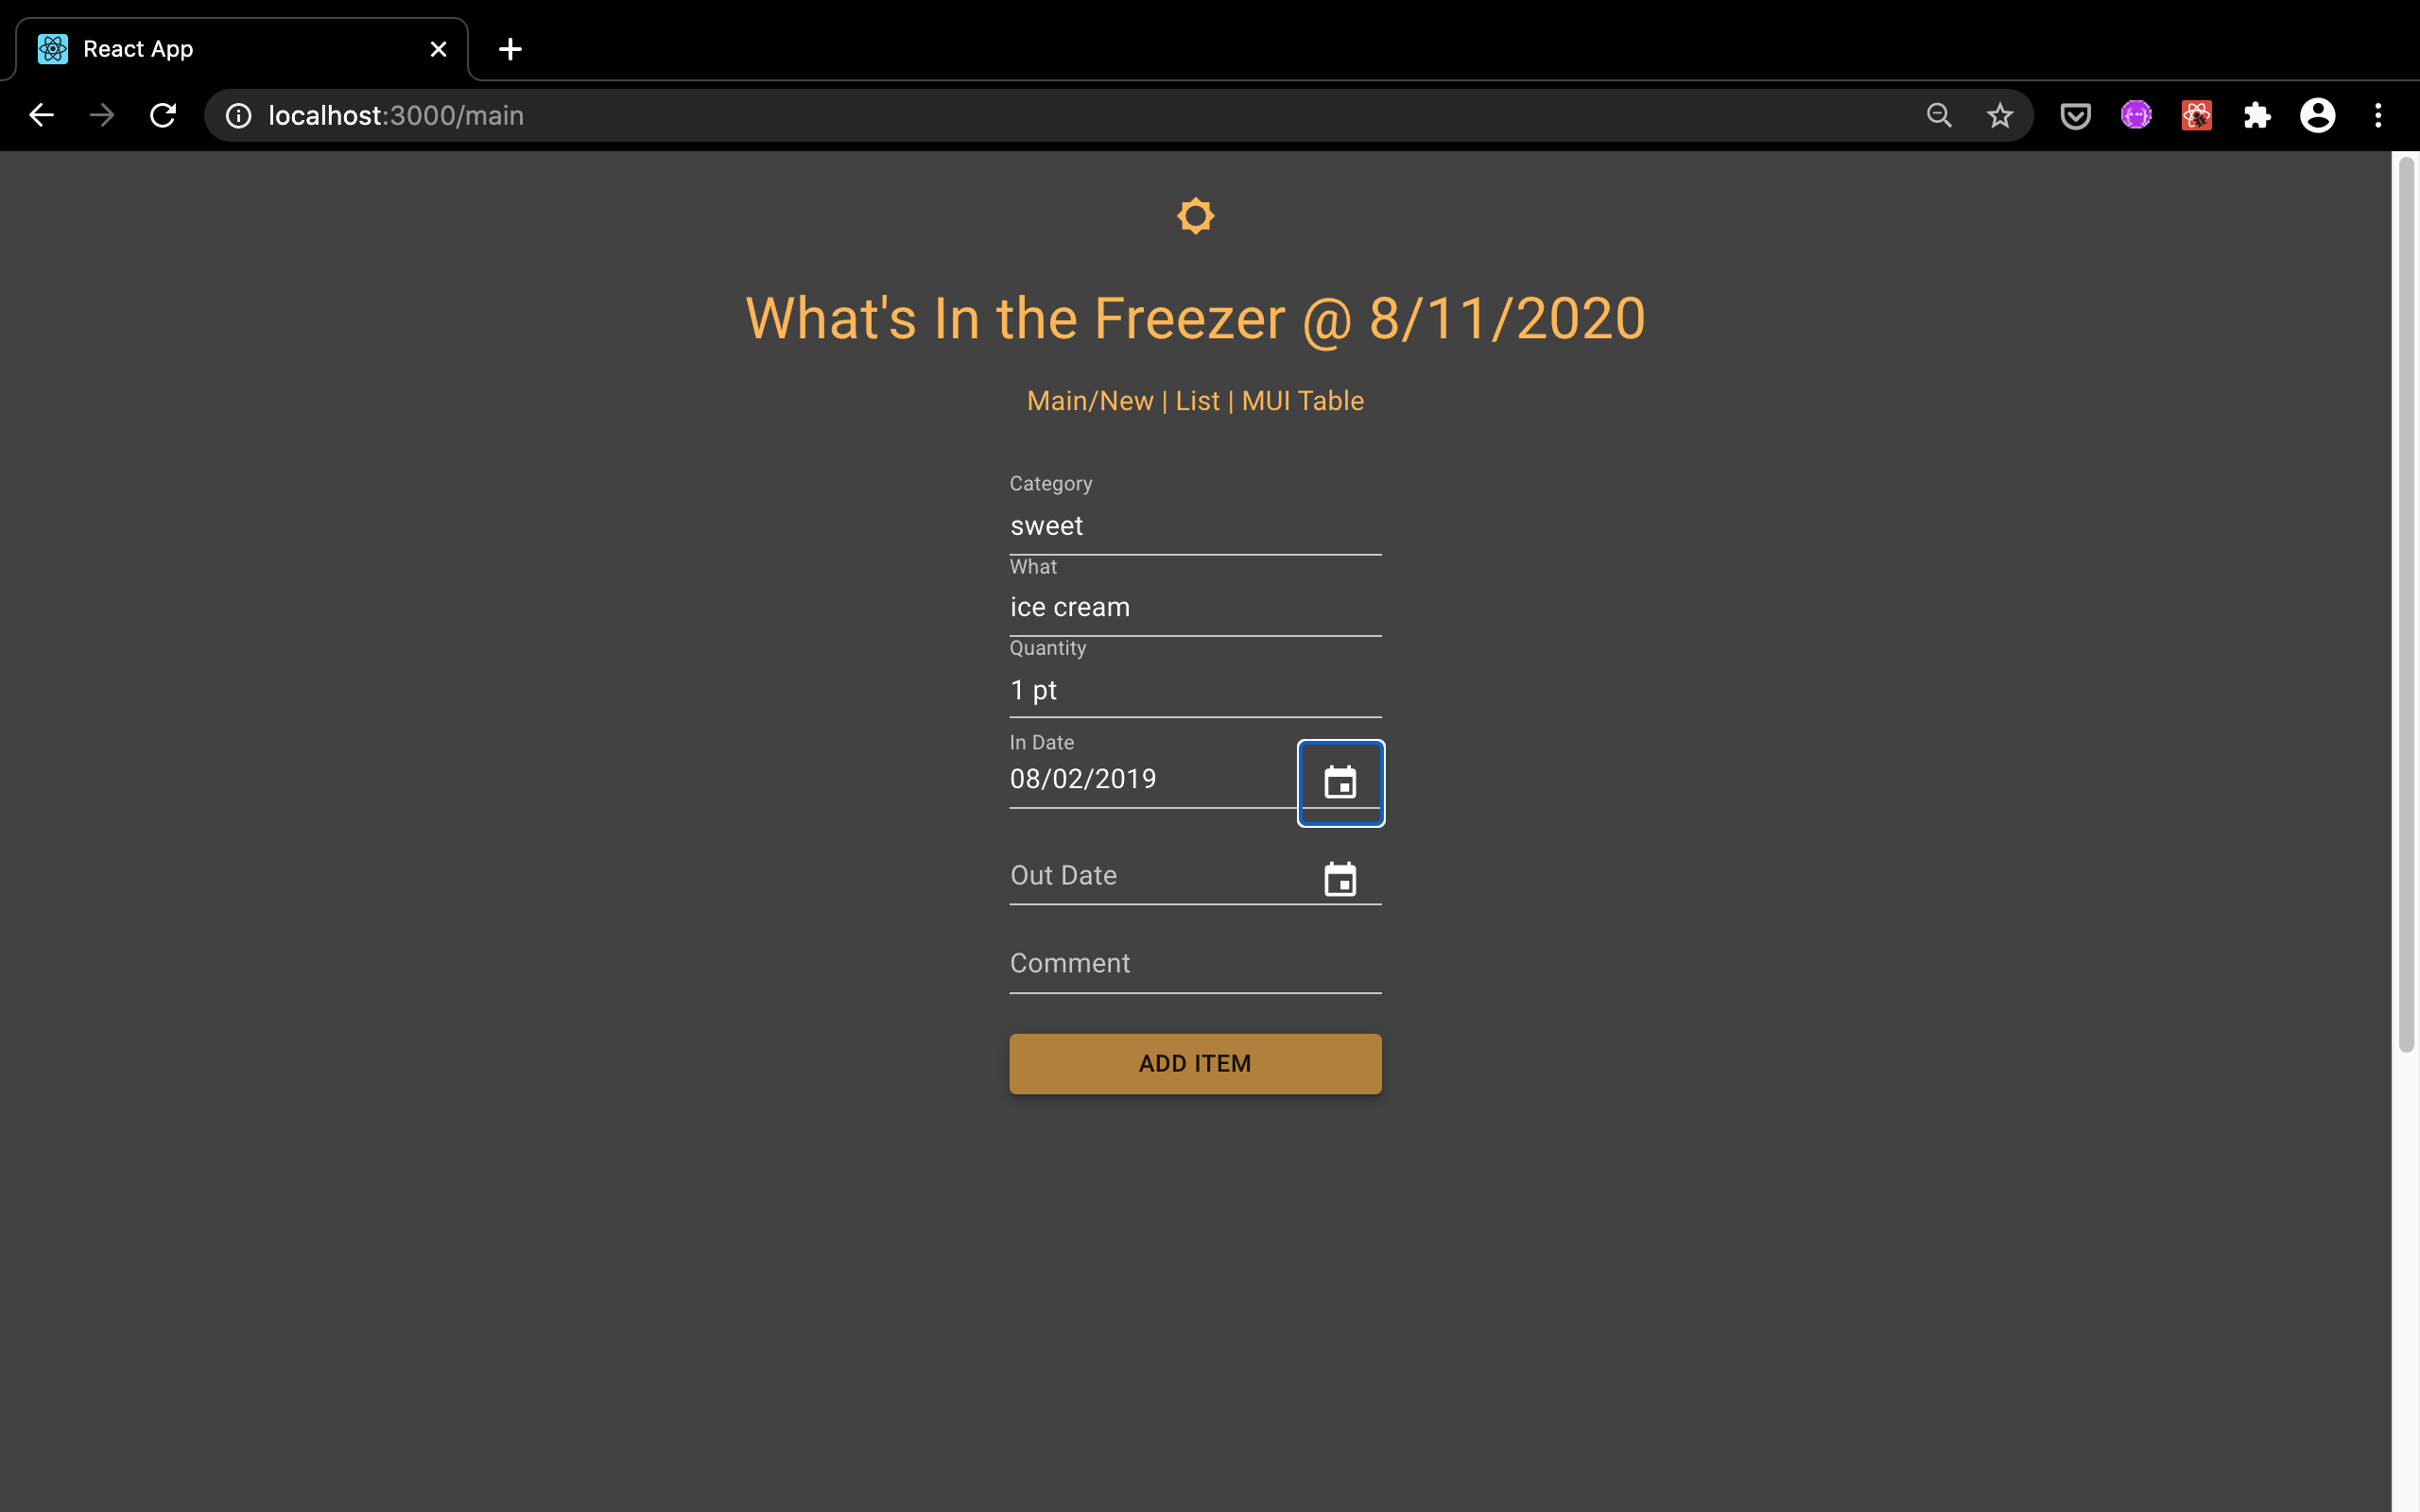 React App
localhost:3000/main
What's In the Freezer @ 8/11/2020
Main/New | List | MUI Table
Category
sweet
What
ice cream
Quantity
1 pt
In Date
08/02/2019
Out Date
Comment
ADD ITEM